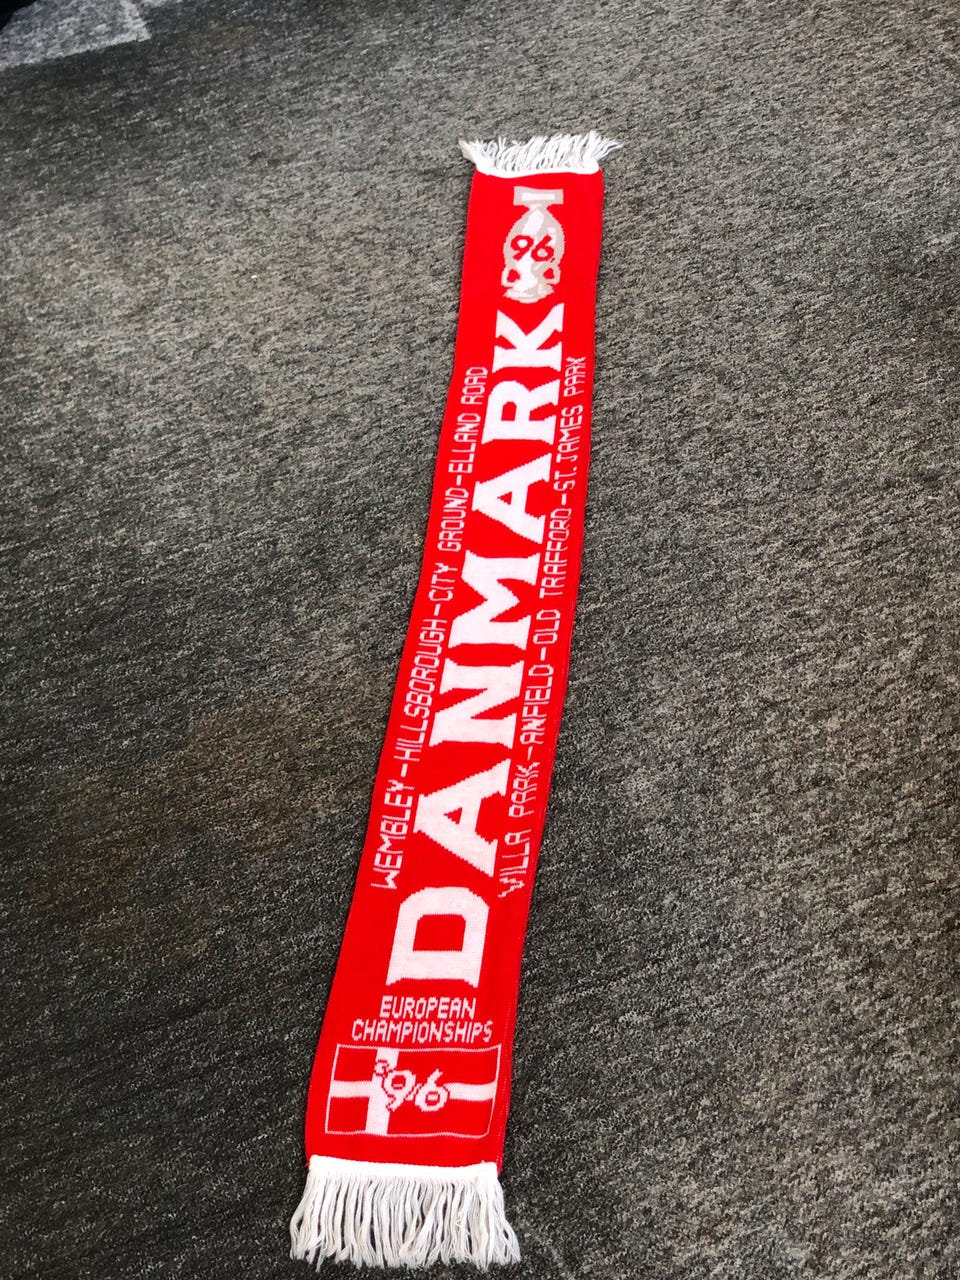 96
WEMBLEY-HILLSBOROUGH-CITY GROUND-ELLAND ROAD
DANMARK
VILLA PARK-ANFIELD-OLD TRAFFORD-ST.JAMES PARK
EUROPEAN
CHAMPIONSHIPS
'96